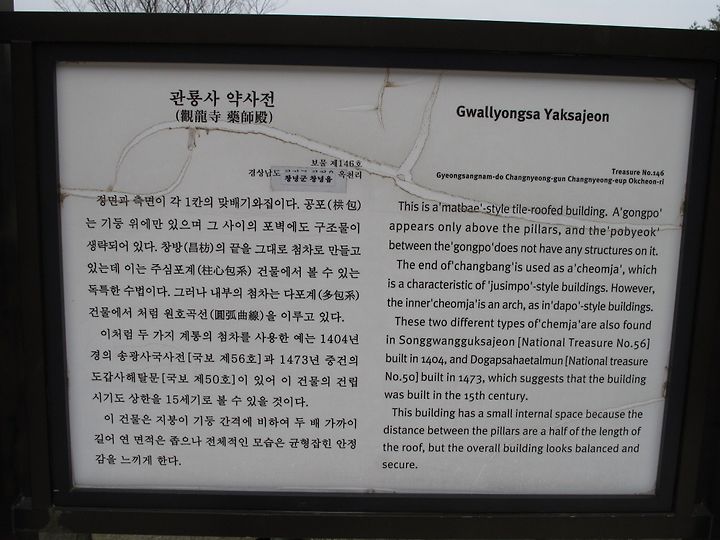 관룡사 약사전
(觀龍寺 藥師殿)
보물 제146호
경상남도 창녕군 창녕읍 옥천리
정면과 측면이 각 1칸의 맞배기와집이다. 공포(栱包)
는 기둥 위에만 있으며 그 사이의 포벽에도 구조물이
생략되어 있다. 창방(昌枋)의 끝을 그대로 첨차로 만들고
있는데 이는 주심포계(柱心包系) 건물에서 볼 수 있는
독특한 수법이다. 그러나 내부의 첨차는 다포계(多包系)
건물에서 처럼 원호곡선(圓弧曲線)을 이루고 있다.
이처럼 두 가지 계통의 첨차를 사용한 예는 1404년
경의 송광사국사전[국보 제56호]과 1473년 중건의
도갑사해탈문[국보 제50호]이 있어 이 건물의 건립
시기도 상한을 15세기로 볼 수 있을 것이다.
이 건물은 지붕이 기둥 간격에 비하여 두 배 가까이
길어 연 면적은 좁으나 전체적인 모습은 균형잡힌 안정
감을 느끼게 한다.
Gwallyongsa Yaksajeon
Treasure No.146
Gyeongsangnam-do Changnyeong-gun Changnyeong-eup Okcheon-ri
This is a'matbae'-style tile-roofed building. A'gongpo'
appears only above the pillars, and the'pobyeok'
between the'gongpo'does not have any structures on it.
The end of'changbang'is used as a'cheomja', which
is a characteristic of 'jusimpo'-style buildings. However,
the inner'cheomja'is an arch, as in'dapo'-style buildings.
These two different types of'chemja'are also found
in Songgwangguksajeon [National Treasure No.56]
built in 1404, and Dogapsahaetalmun [National treasure
No.50] built in 1473, which suggests that the building
was built in the 15th century.
This building has a small internal space because the
distance between the pillars are a half of the length of
the roof, but the overall building looks balanced and
secure.